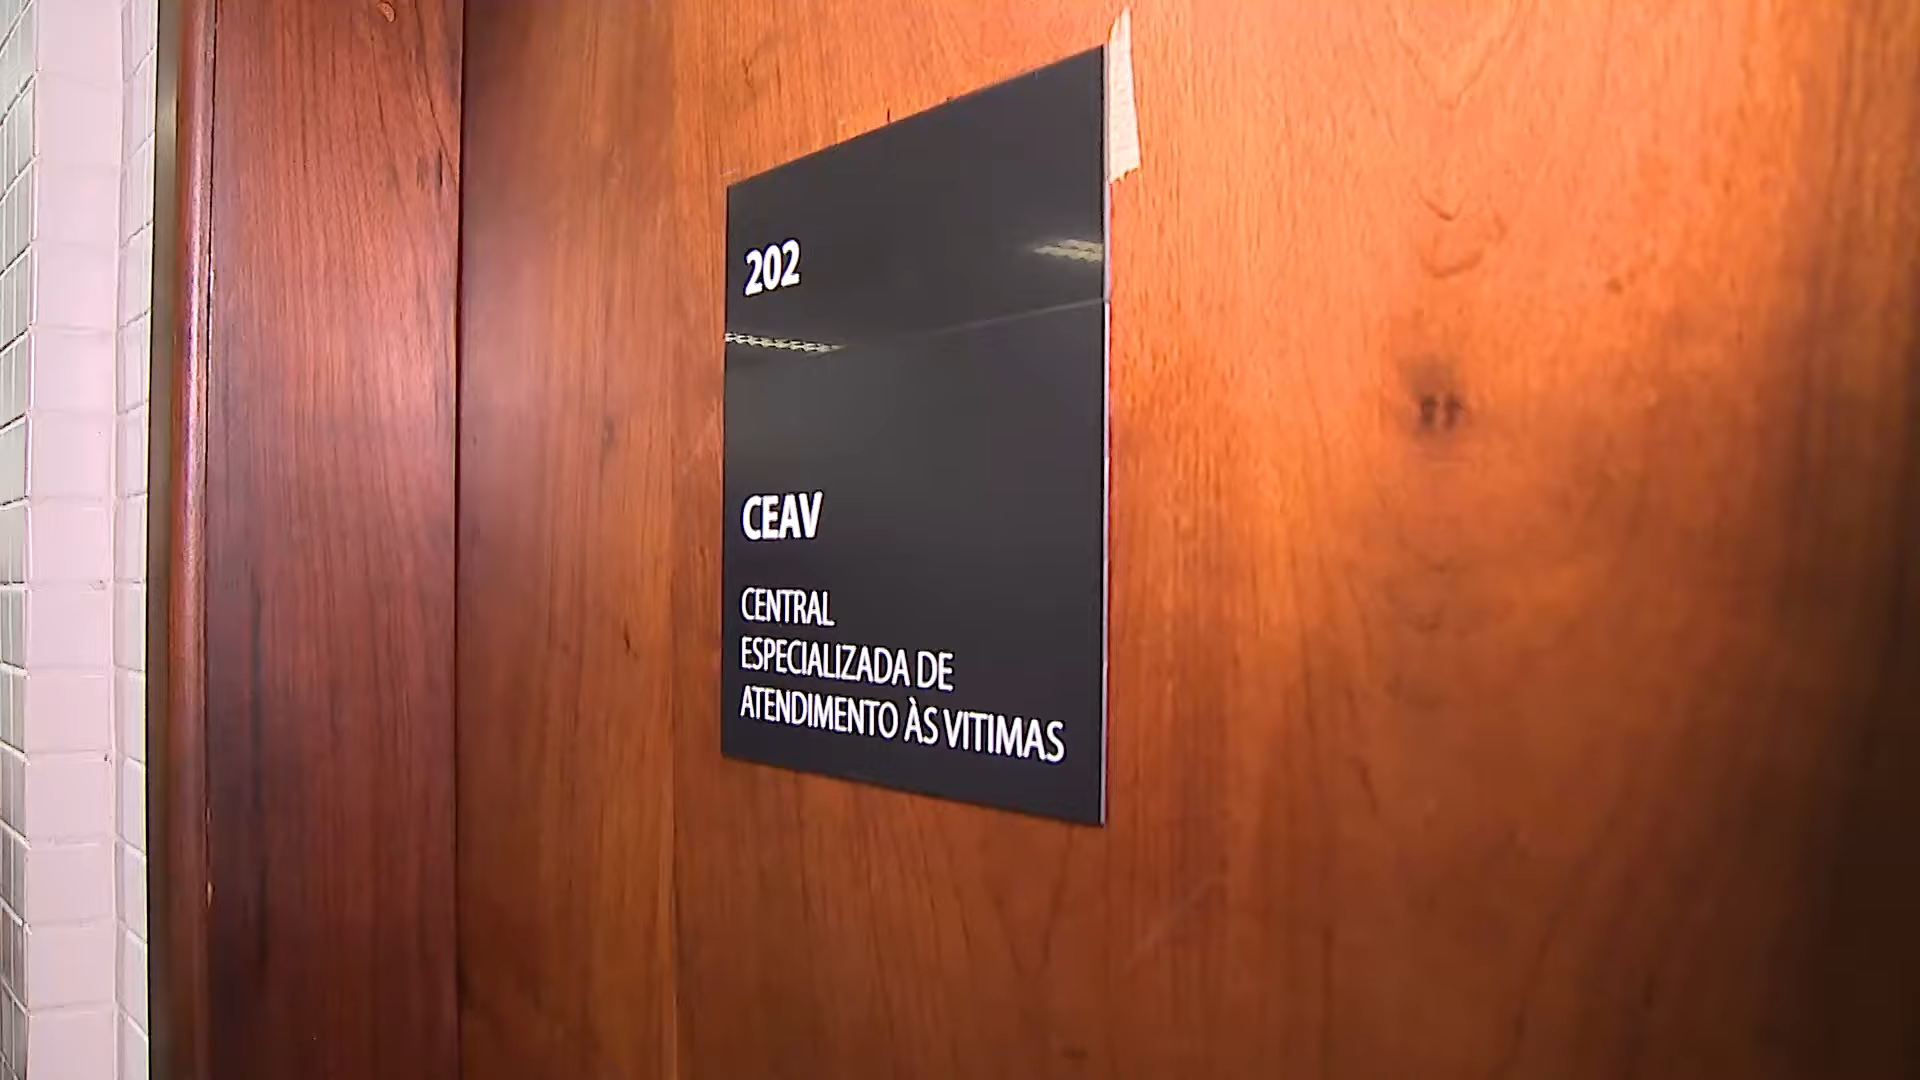 202
CEAV
CENTRAL
ESPECIALIZADA DE
ATENDIMENTO ÀS VITIMAS